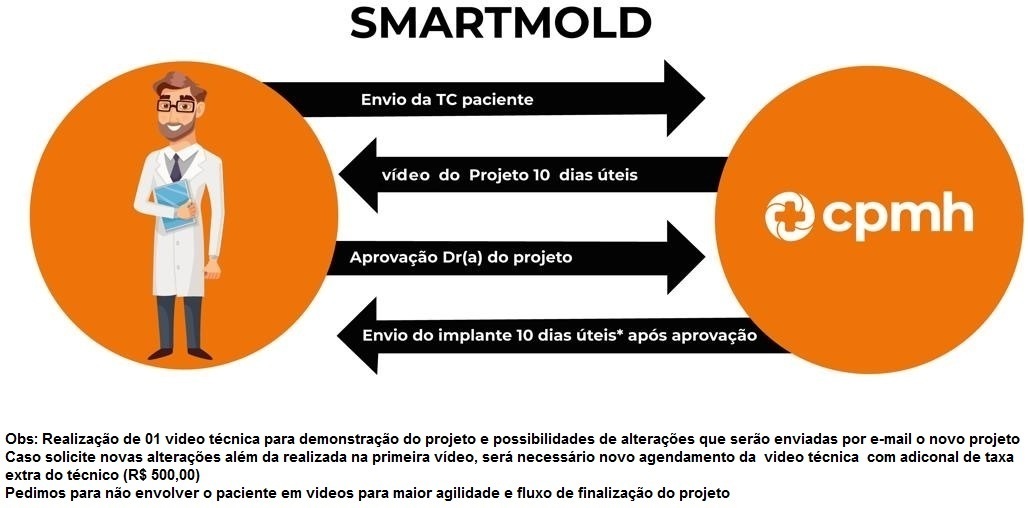 SMARTMOLD
Envio da TC paciente
vídeo do Projeto 10 dias úteis
cpmh
Aprovação Dr(a) do projeto
Envio do implante 10 dias úteis* após aprovação
Obs: Realização de 01 video técnica para demonstração do projeto e possibilidades de alterações que serão enviadas por e-mail o novo projeto
Caso solicite novas alterações além da realizada na primeira vídeo, será necessário novo agendamento da video técnica com adiconal de taxa
extra do técnico (R$ 500,00)
Pedimos para não envolver o paciente em videos para maior agilidade e fluxo de finalização do projeto